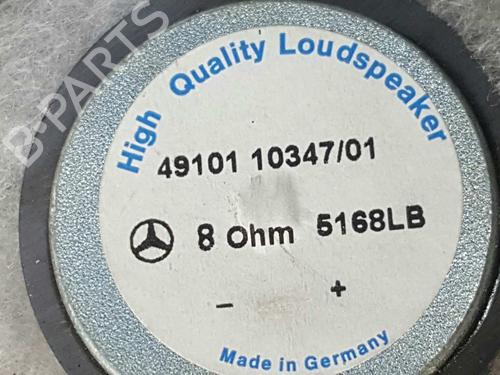 B-PARTS
High Quality Loudspeaker
49101 10347/01
8 Ohm 5168LB
- +
Made in Germany